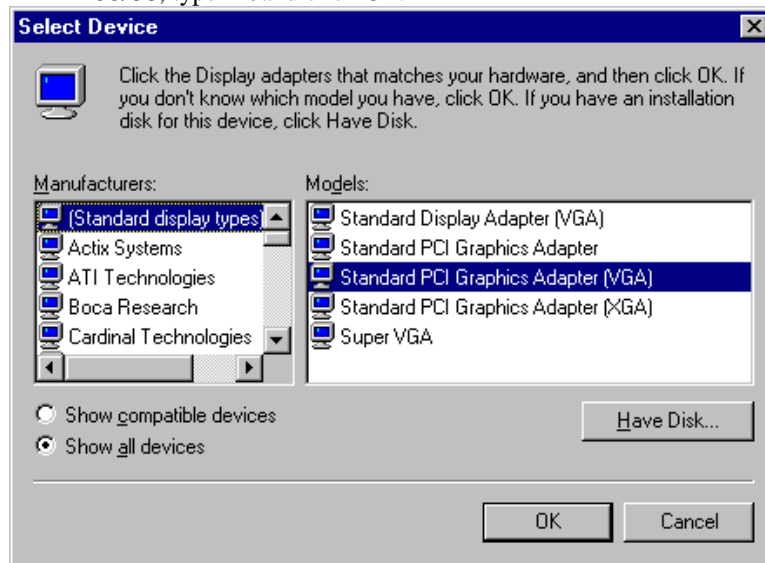 Select Device
Click the Display adapters that matches your hardware, and then click OK. If
you don't know which model you have, click OK. If you have an installation
disk for this device, click Have Disk.
Manufacturers:
(Standard display types)
Actix Systems
ATI Technologies
Boca Research
Cardinal Technologies
Models:
Standard Display Adapter (VGA)
Standard PCI Graphics Adapter
Standard PCI Graphics Adapter (VGA)
Standard PCI Graphics Adapter (XGA)
Super VGA
Show compatible devices
Show all devices
Have Disk...
OK
Cancel